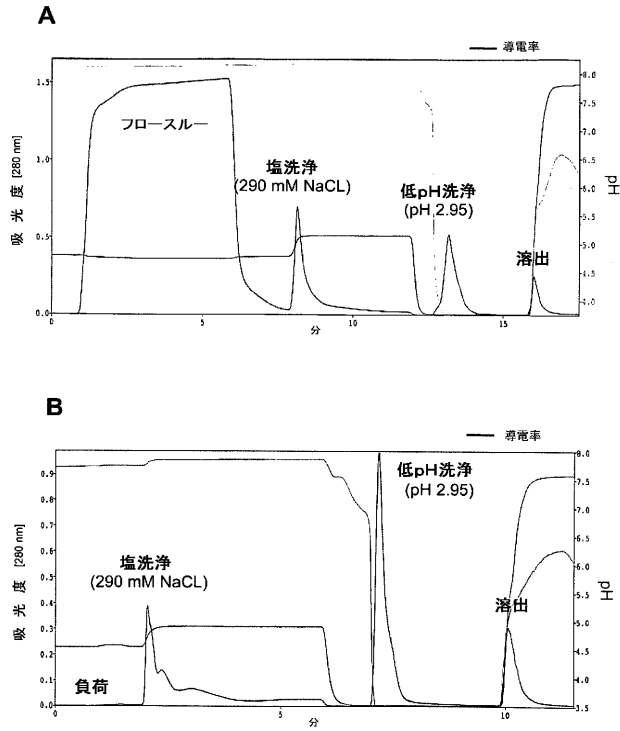 A
導電率
フロースルー
塩洗浄
(290 mM NaCL)
低pH洗浄
(pH 2.95)
溶出
吸光度 [280 nm]
1.5
1.0
0.5
0.0
8.0
7.5
7.0
6.5
6.0
5.5
5.0
4.5
4.0
pH
0
5
10
15
分
B
導電率
低pH洗浄
(pH 2.95)
塩洗浄
(290 mM NaCL)
溶出
負荷
吸光度 [280 nm]
0.9
0.8
0.7
0.6
0.5
0.4
0.3
0.2
0.1
0.0
8.0
7.5
7.0
6.5
6.0
5.5
5.0
4.5
4.0
3.5
pH
0
5
10
分